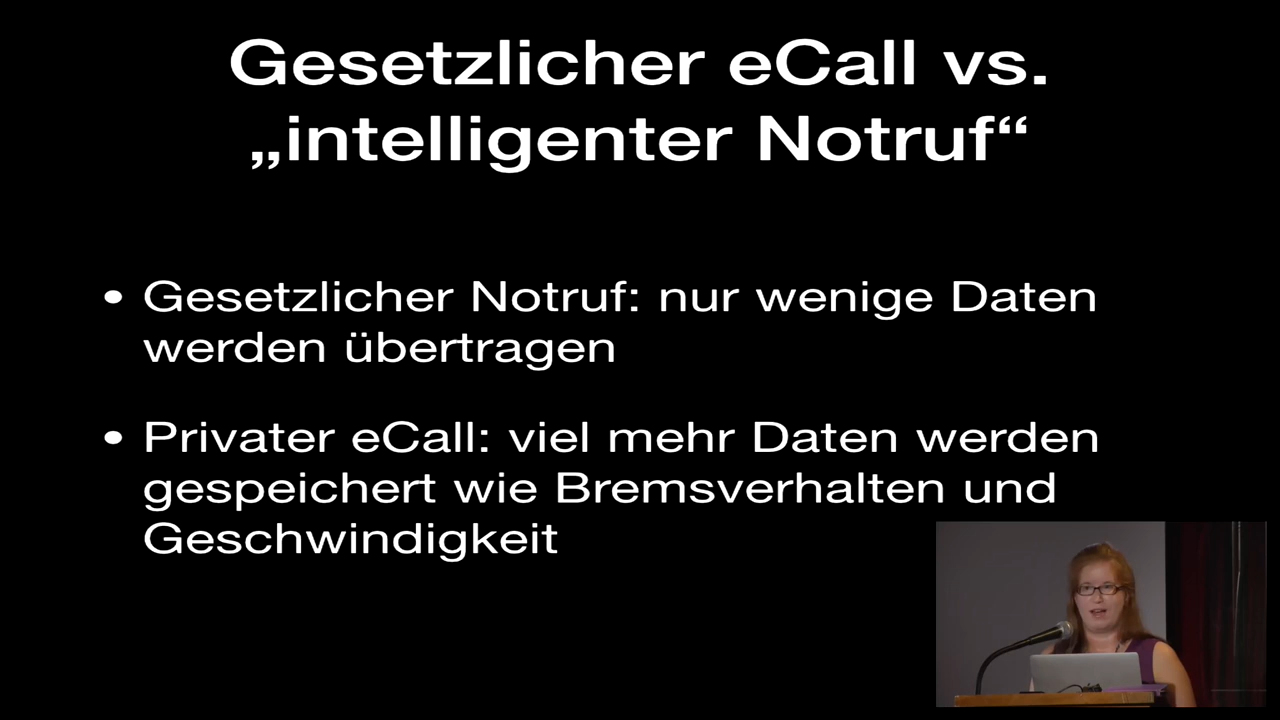 Gesetzlicher eCall vs.
„intelligenter Notruf“
• Gesetzlicher Notruf: nur wenige Daten
werden übertragen
• Privater eCall: viel mehr Daten werden
gespeichert wie Bremsverhalten und
Geschwindigkeit